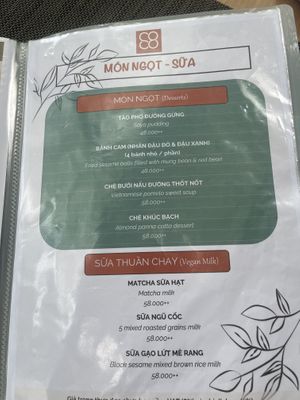 MÓN NGỌT - SỮA
MÓN NGỌT (Desserts)
TÀO PHỚ ĐƯỜNG GỪNG
Soya pudding
48.000++
BÁNH CAM (NHÂN ĐẬU ĐỎ & ĐẬU XANH)
(4 bánh nhỏ / phần)
Fried sesame balls filled with mung bean & red bean
48.000++
CHÈ BƯỞI NẤU ĐƯỜNG THỐT NỐT
Vietnamese pomelo sweet soup
58.000++
CHÈ KHÚC BẠCH
Almond panna cotta dessert
58.000++
SỮA THUẦN CHAY (Vegan Milk)
MATCHA SỮA HẠT
Matcha milk
58.000++
SỮA NGŨ CỐC
5 mixed roasted grains milk
58.000++
SỮA GẠO LỨT MÈ RANG
Black sesame mixed brown rice milk
58.000++